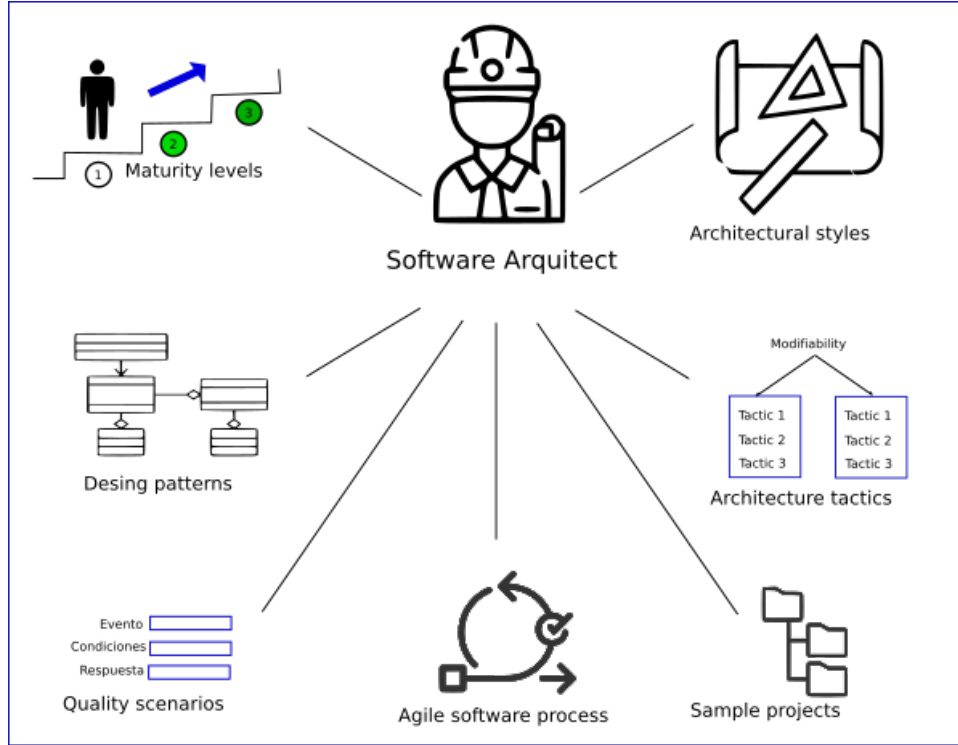 1
2
3
Maturity levels
Software Arquitect
Architectural styles
Desing patterns
Modifiability
Tactic 1
Tactic 2
Tactic 3
Tactic 1
Tactic 2
Tactic 3
Architecture tactics
Evento
Condiciones
Respuesta
Quality scenarios
Agile software process
Sample projects